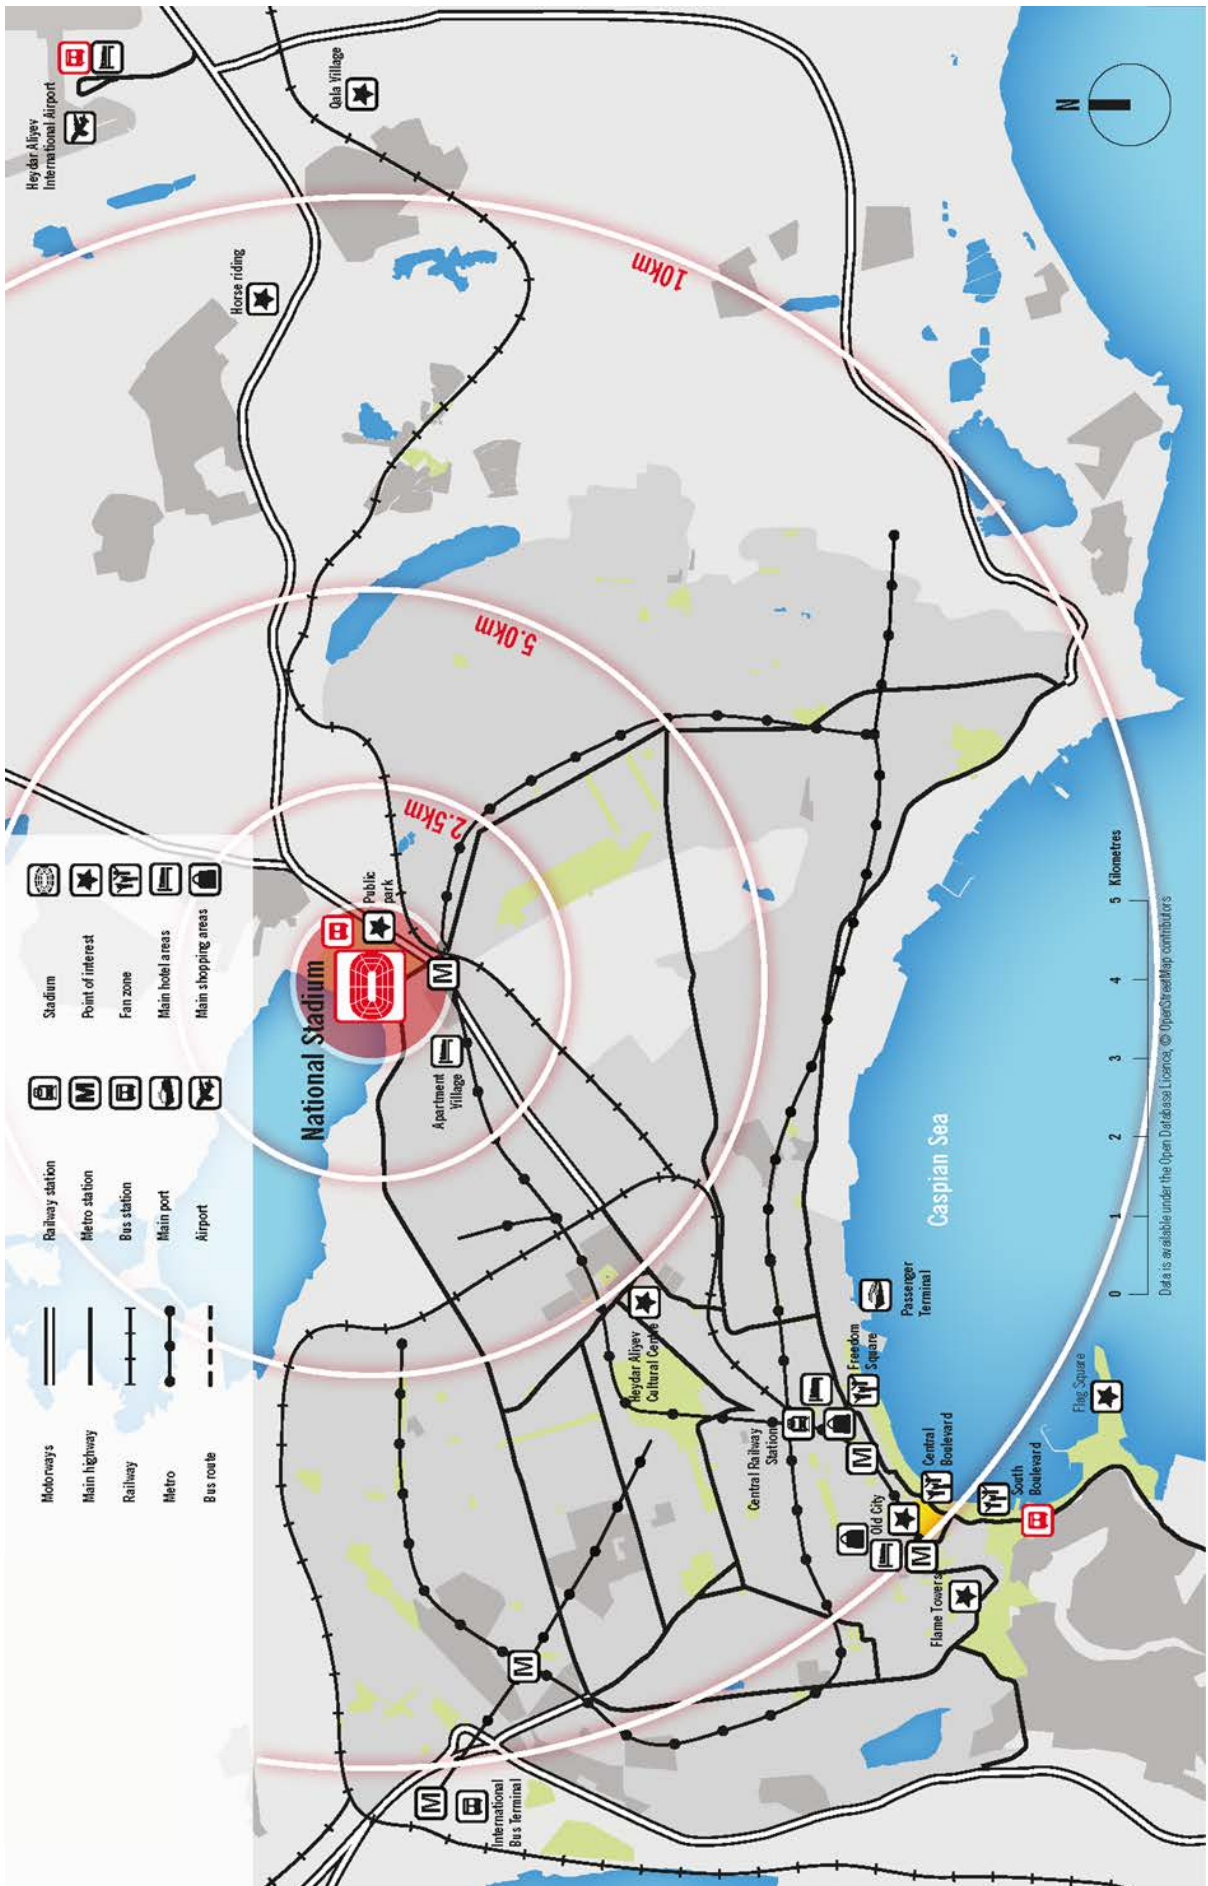 Motorways
Main highway
Railway
Metro
Bus route
Railway station
Metro station
Bus station
Main port
Airport
Stadium
Point of interest
Fan zone
Main hotel areas
Main shopping areas
Heydar Aliyev
International Airport
Qala Village
Horse riding
N
10km
5.0km
2.5km
National Stadium
Public
park
M
Apartment
Village
Heydar Aliyev
Cultural Centre
Central Railway
Station
Freedom
Square
Passenger
Terminal
Caspian Sea
M
Central
Boulevard
Old City
M
South
Boulevard
Flag Square
Flame Towers
M
M
International
Bus Terminal
0 1 2 3 4 5 Kilometres
Data is available under the Open Database Licence, © OpenStreetMap contributors